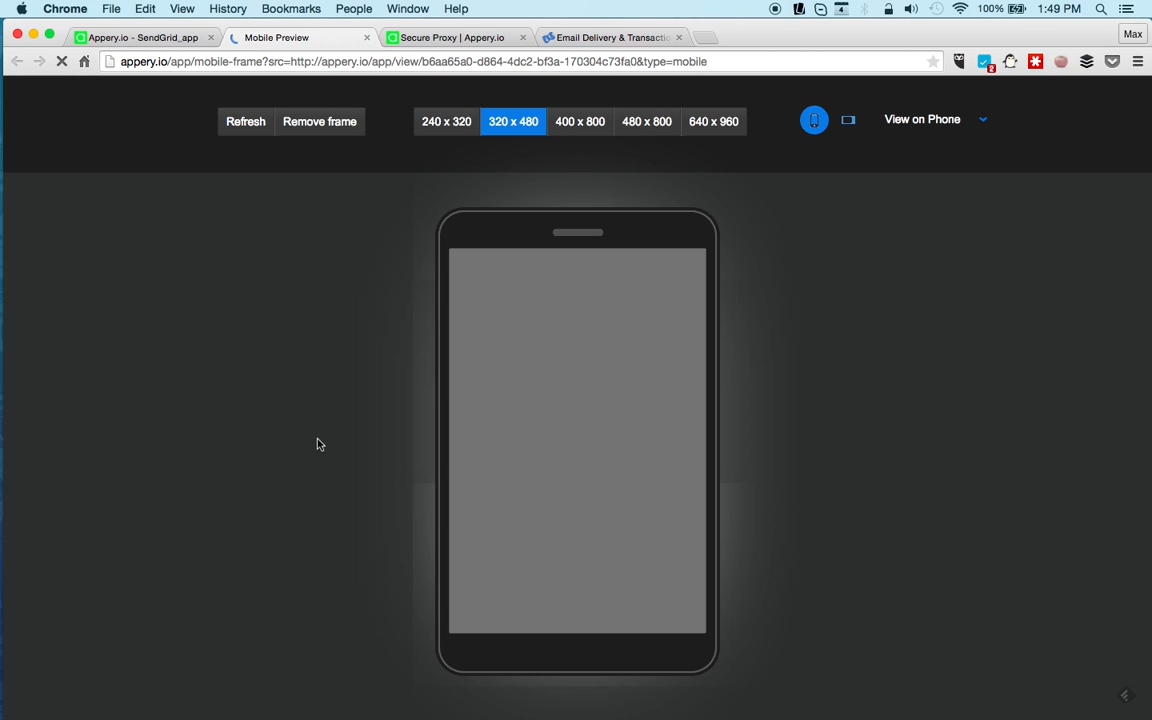 Chrome File Edit View History Bookmarks People Window Help 4 100% 1:49 PM
Appery.io - SendGrid_app Mobile Preview Secure Proxy | Appery.io Email Delivery & Transactio Max
appery.io/app/mobile-frame?src=http://appery.io/app/view/b6aa65a0-d864-4dc2-bf3a-170304c73fa0&type=mobile 2
Refresh Remove frame 240 x 320 320 x 480 400 x 800 480 x 800 640 x 960 View on Phone